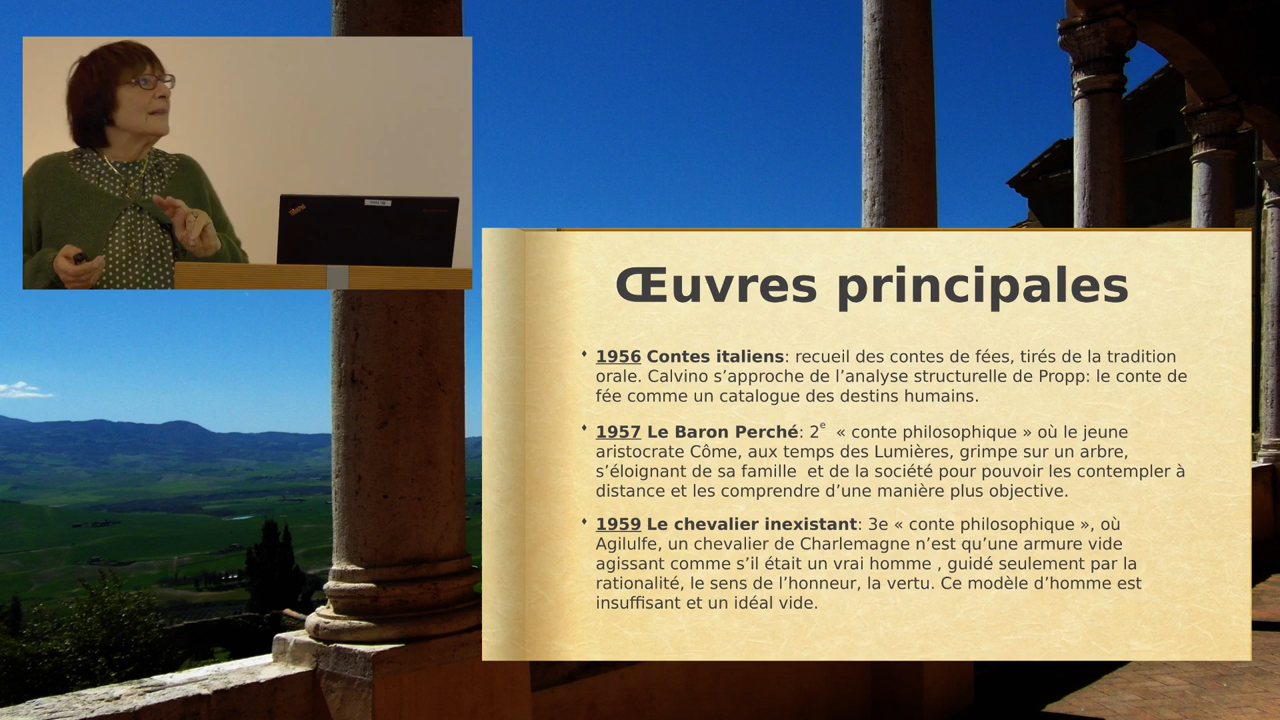 Œuvres principales
1956 Contes italiens: recueil des contes de fées, tirés de la tradition
orale. Calvino s’approche de l’analyse structurelle de Propp: le conte de
fée comme un catalogue des destins humains.
1957 Le Baron Perché: 2e « conte philosophique » où le jeune
aristocrate Côme, aux temps des Lumières, grimpe sur un arbre,
s’éloignant de sa famille et de la société pour pouvoir les contempler à
distance et les comprendre d’une manière plus objective.
1959 Le chevalier inexistant: 3e « conte philosophique », où
Agilulfe, un chevalier de Charlemagne n’est qu’une armure vide
agissant comme s’il était un vrai homme , guidé seulement par la
rationalité, le sens de l’honneur, la vertu. Ce modèle d’homme est
insuffisant et un idéal vide.